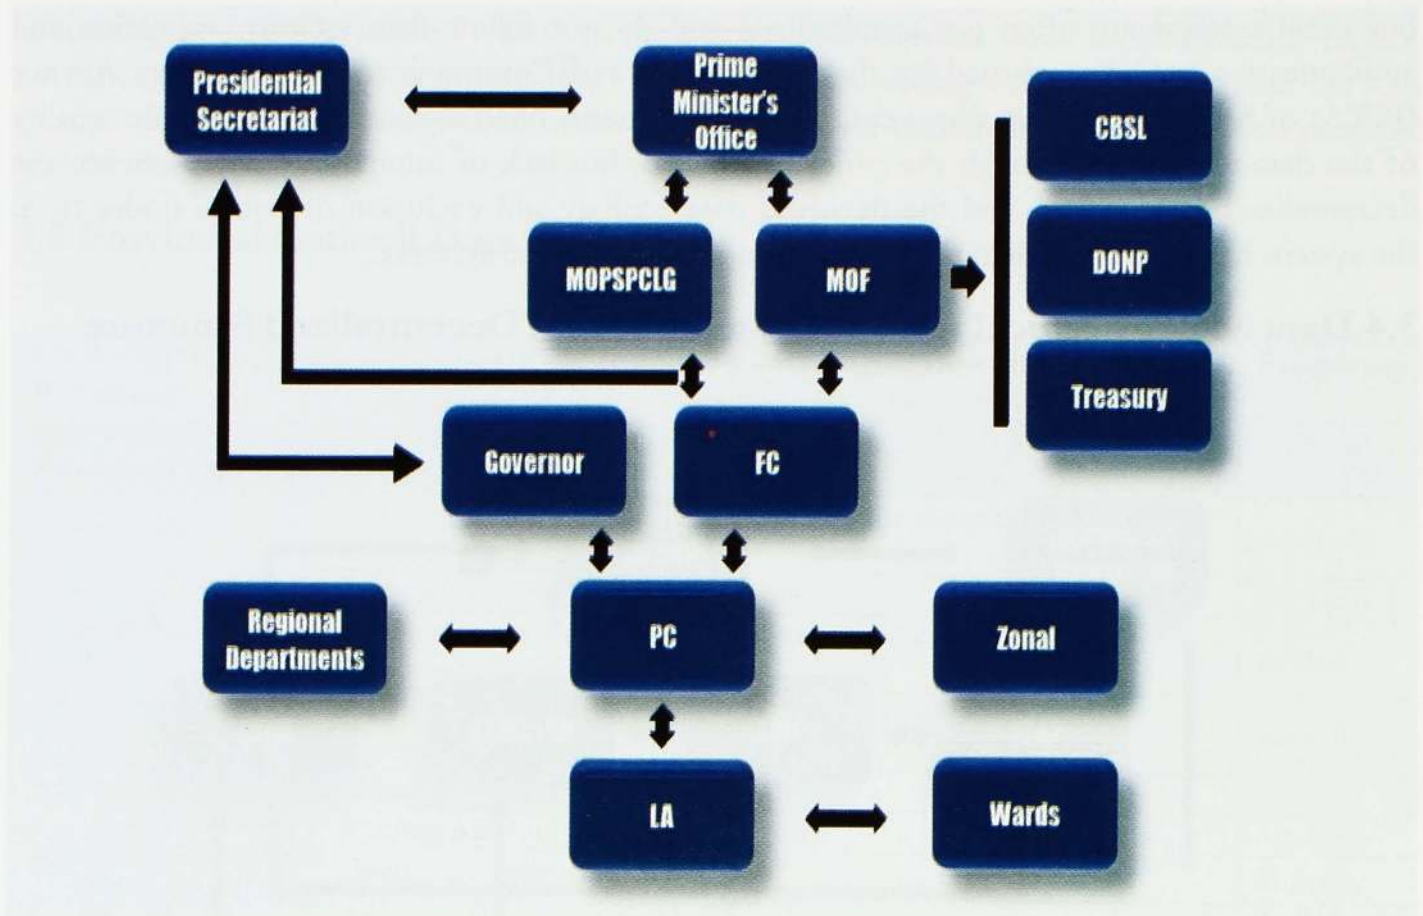 Presidential
Secretariat
Prime
Minister's
Office
CBSL
MOPSPCLG
MOF
DONP
Treasury
Governor
FC
Regional
Departments
PC
Zonal
LA
Wards